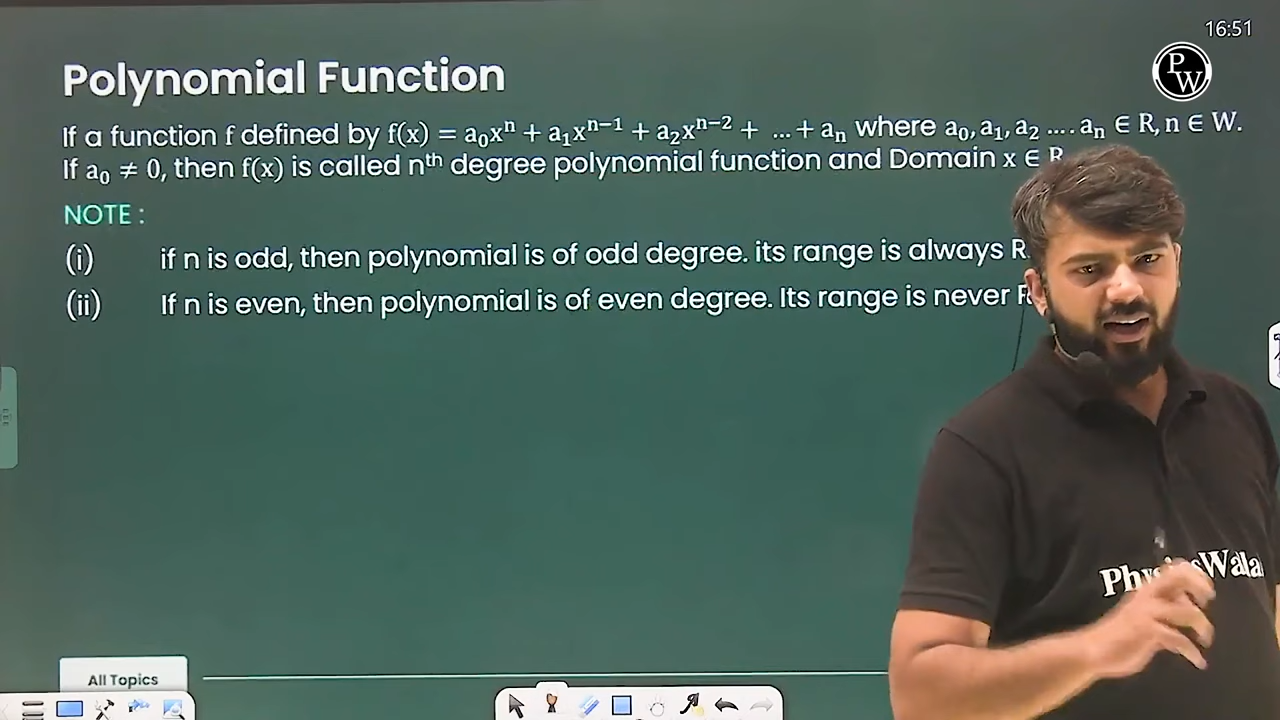 16:51
PW
Polynomial Function
If a function f defined by f(x) = a₀xⁿ + a₁xⁿ⁻¹ + a₂xⁿ⁻² + ... + aₙ where a₀, a₁, a₂ .... aₙ ∈ R, n ∈ W.
If a₀ ≠ 0, then f(x) is called nᵗʰ degree polynomial function and Domain x ∈ R
NOTE :
(i) if n is odd, then polynomial is of odd degree. its range is always R.
(ii) If n is even, then polynomial is of even degree. Its range is never R
All Topics